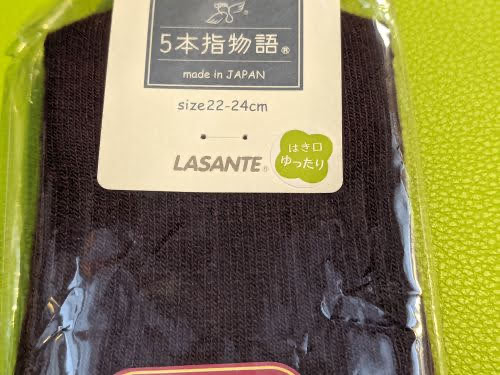 5本指物語®
made in JAPAN
size22-24cm
LASANTE®
はき口
ゆったり